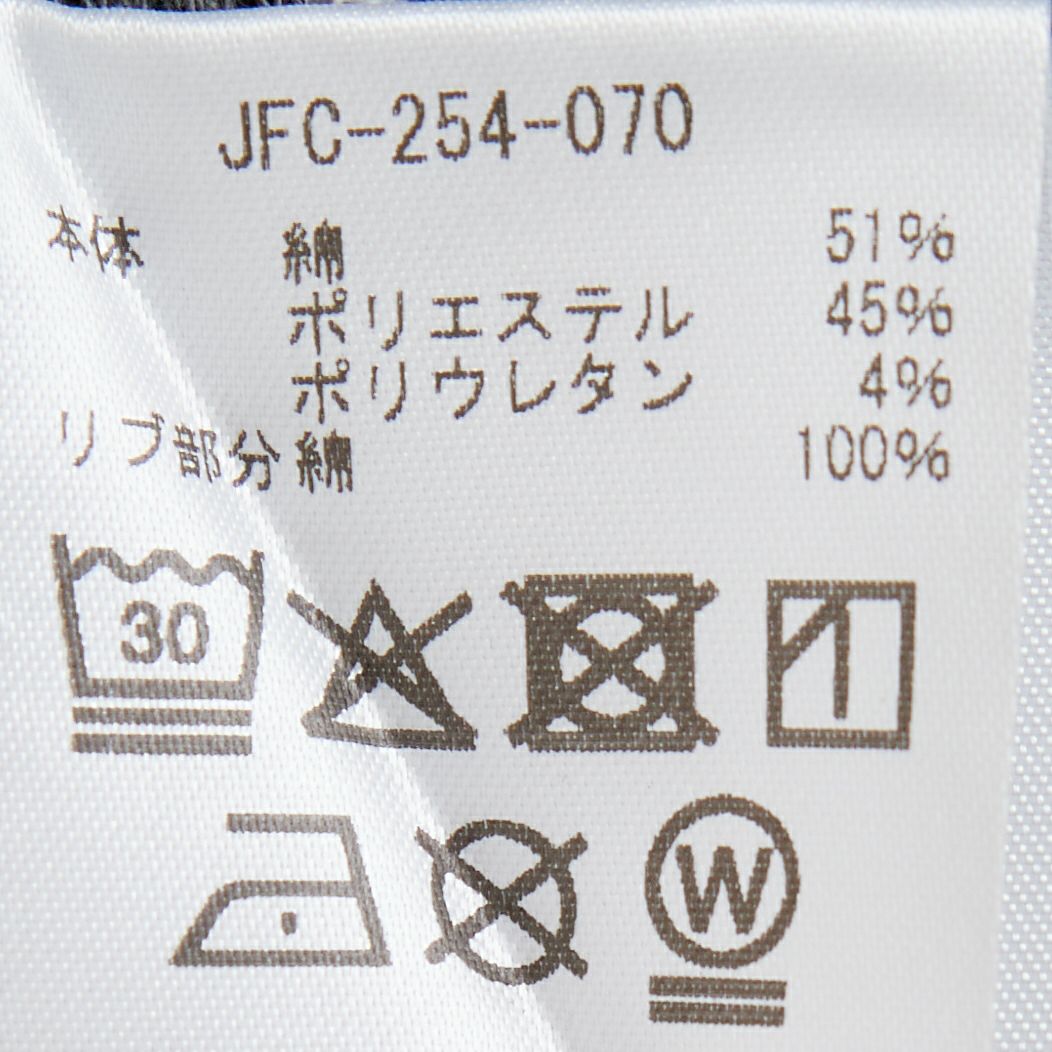 JFC-254-070
本体 綿 51%
ポリエステル 45%
ポリウレタン 4%
リブ部分 綿 100%
30
W